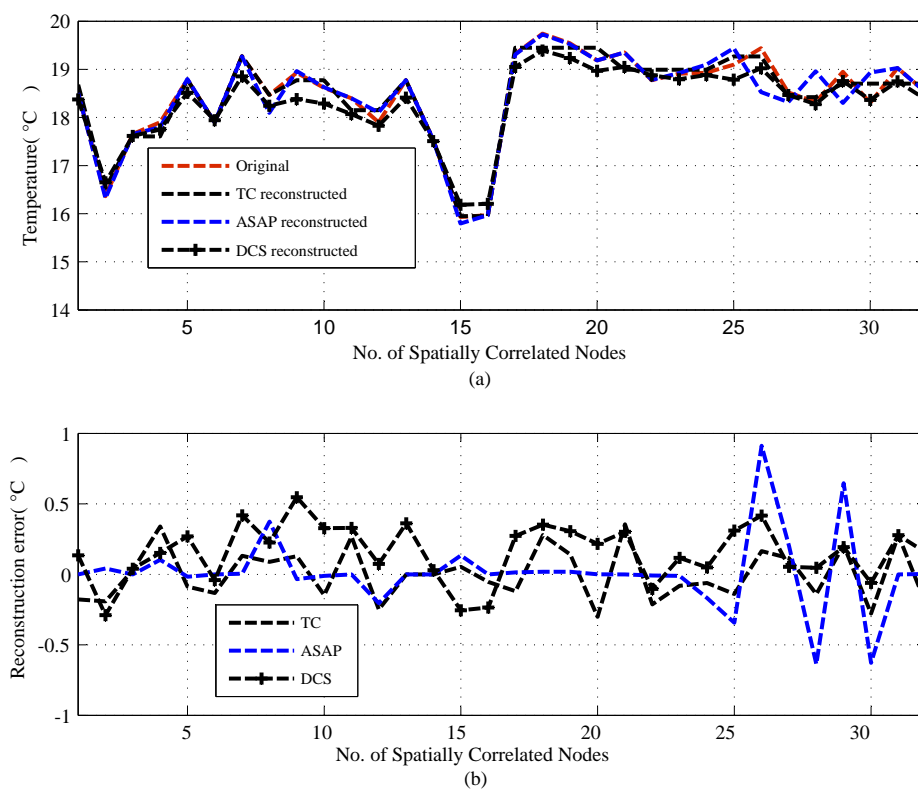 20
19
18
17
16
15
14
Temperature( °C )
Original
TC reconstructed
ASAP reconstructed
DCS reconstructed
5 10 15 20 25 30
No. of Spatially Correlated Nodes
(a)
1
0.5
0
-0.5
-1
Reconstruction error( °C )
TC
ASAP
DCS
5 10 15 20 25 30
No. of Spatially Correlated Nodes
(b)